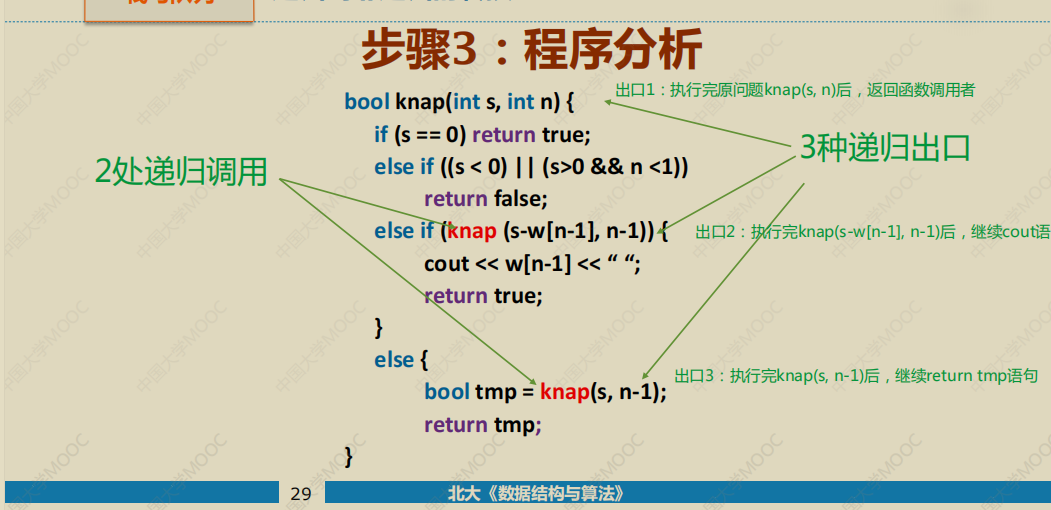 步骤3：程序分析
bool knap(int s, int n) {
出口1：执行完原问题knap(s, n)后，返回函数调用者
if (s == 0) return true;
3种递归出口
2处递归调用
else if ((s < 0) || (s>0 && n <1))
return false;
else if (knap (s-w[n-1], n-1)) {
出口2：执行完knap(s-w[n-1], n-1)后，继续cout语
cout << w[n-1] << “ “;
return true;
}
else {
出口3：执行完knap(s, n-1)后，继续return tmp语句
bool tmp = knap(s, n-1);
return tmp;
}
29
北大《数据结构与算法》
中国大学MOOC